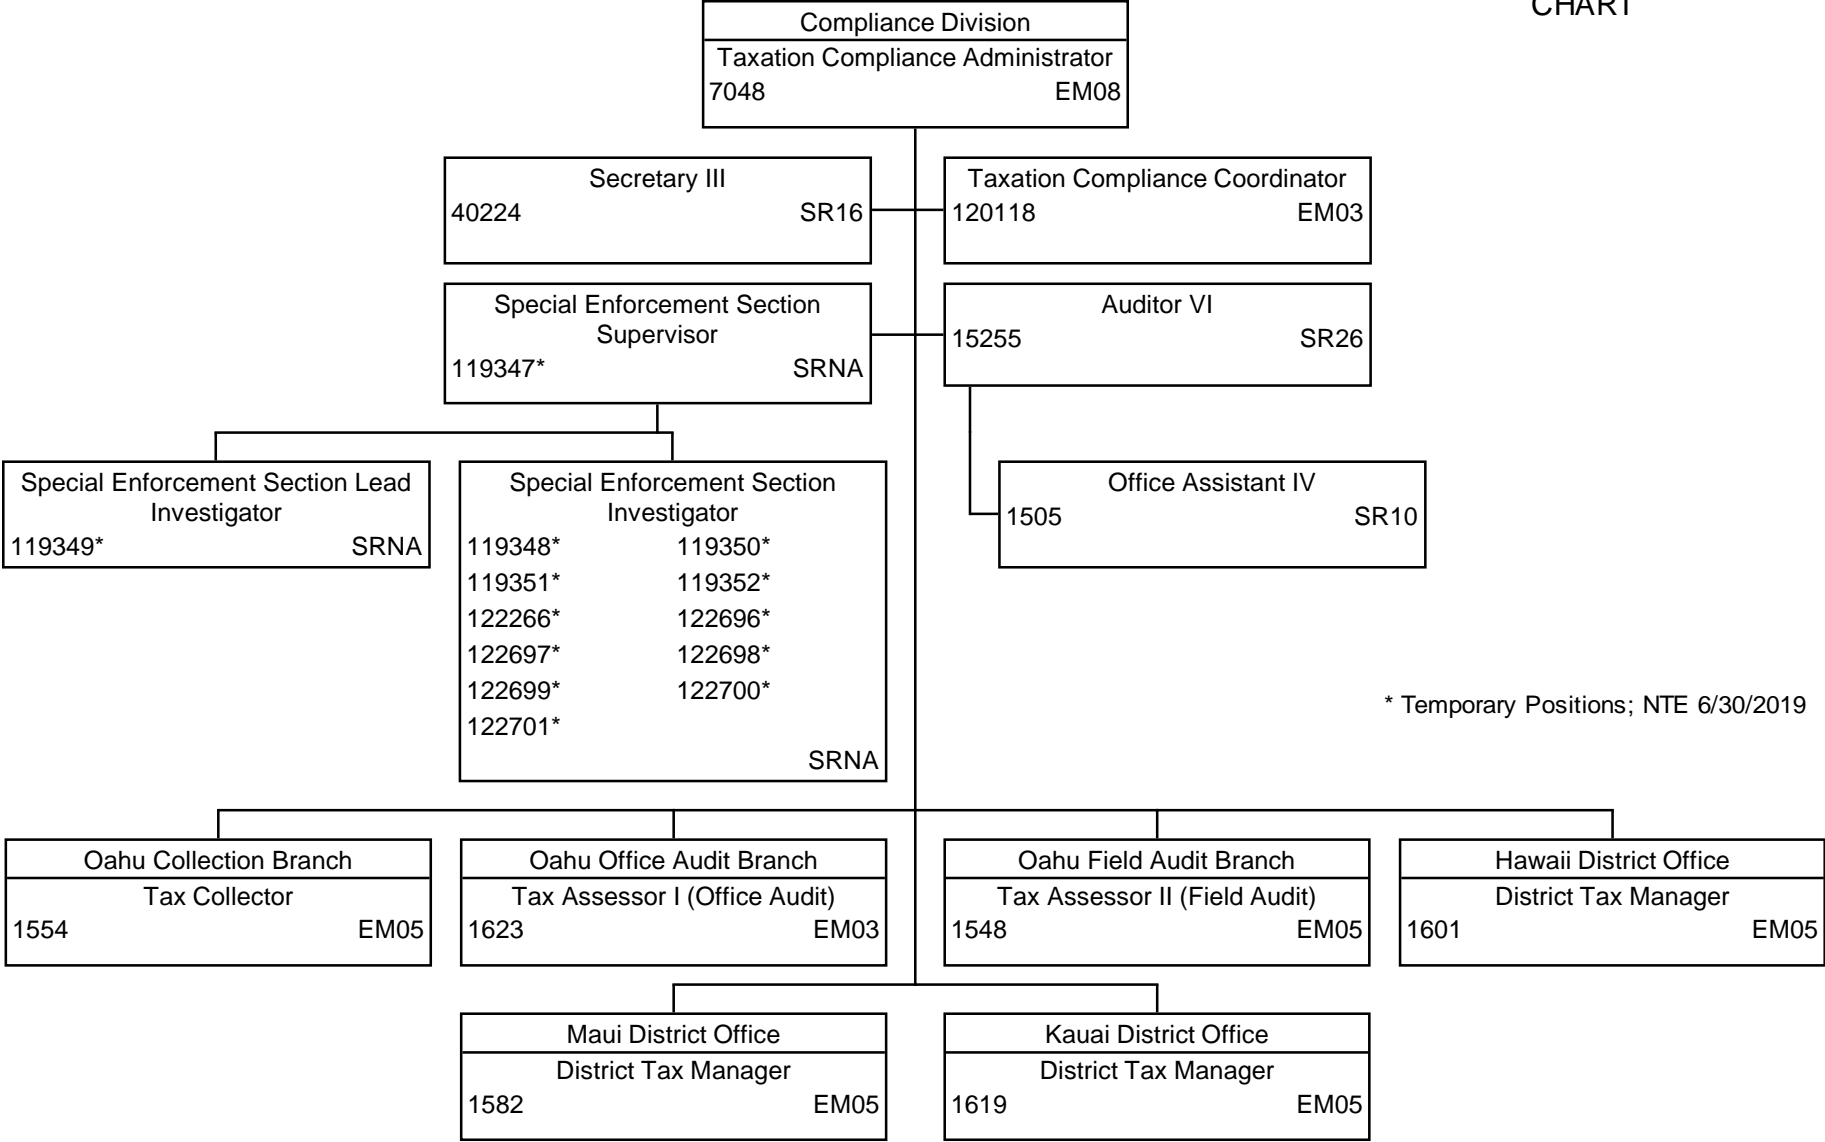 CHART
Compliance Division
Taxation Compliance Administrator
7048 EM08
Secretary III
40224 SR16
Taxation Compliance Coordinator
120118 EM03
Special Enforcement Section
Supervisor
119347* SRNA
Auditor VI
15255 SR26
Special Enforcement Section Lead
Investigator
119349* SRNA
Special Enforcement Section
Investigator
119348* 119350*
119351* 119352*
122266* 122696*
122697* 122698*
122699* 122700*
122701*
SRNA
Office Assistant IV
1505 SR10
* Temporary Positions; NTE 6/30/2019
Oahu Collection Branch
Tax Collector
1554 EM05
Oahu Office Audit Branch
Tax Assessor I (Office Audit)
1623 EM03
Oahu Field Audit Branch
Tax Assessor II (Field Audit)
1548 EM05
Hawaii District Office
District Tax Manager
1601 EM05
Maui District Office
District Tax Manager
1582 EM05
Kauai District Office
District Tax Manager
1619 EM05